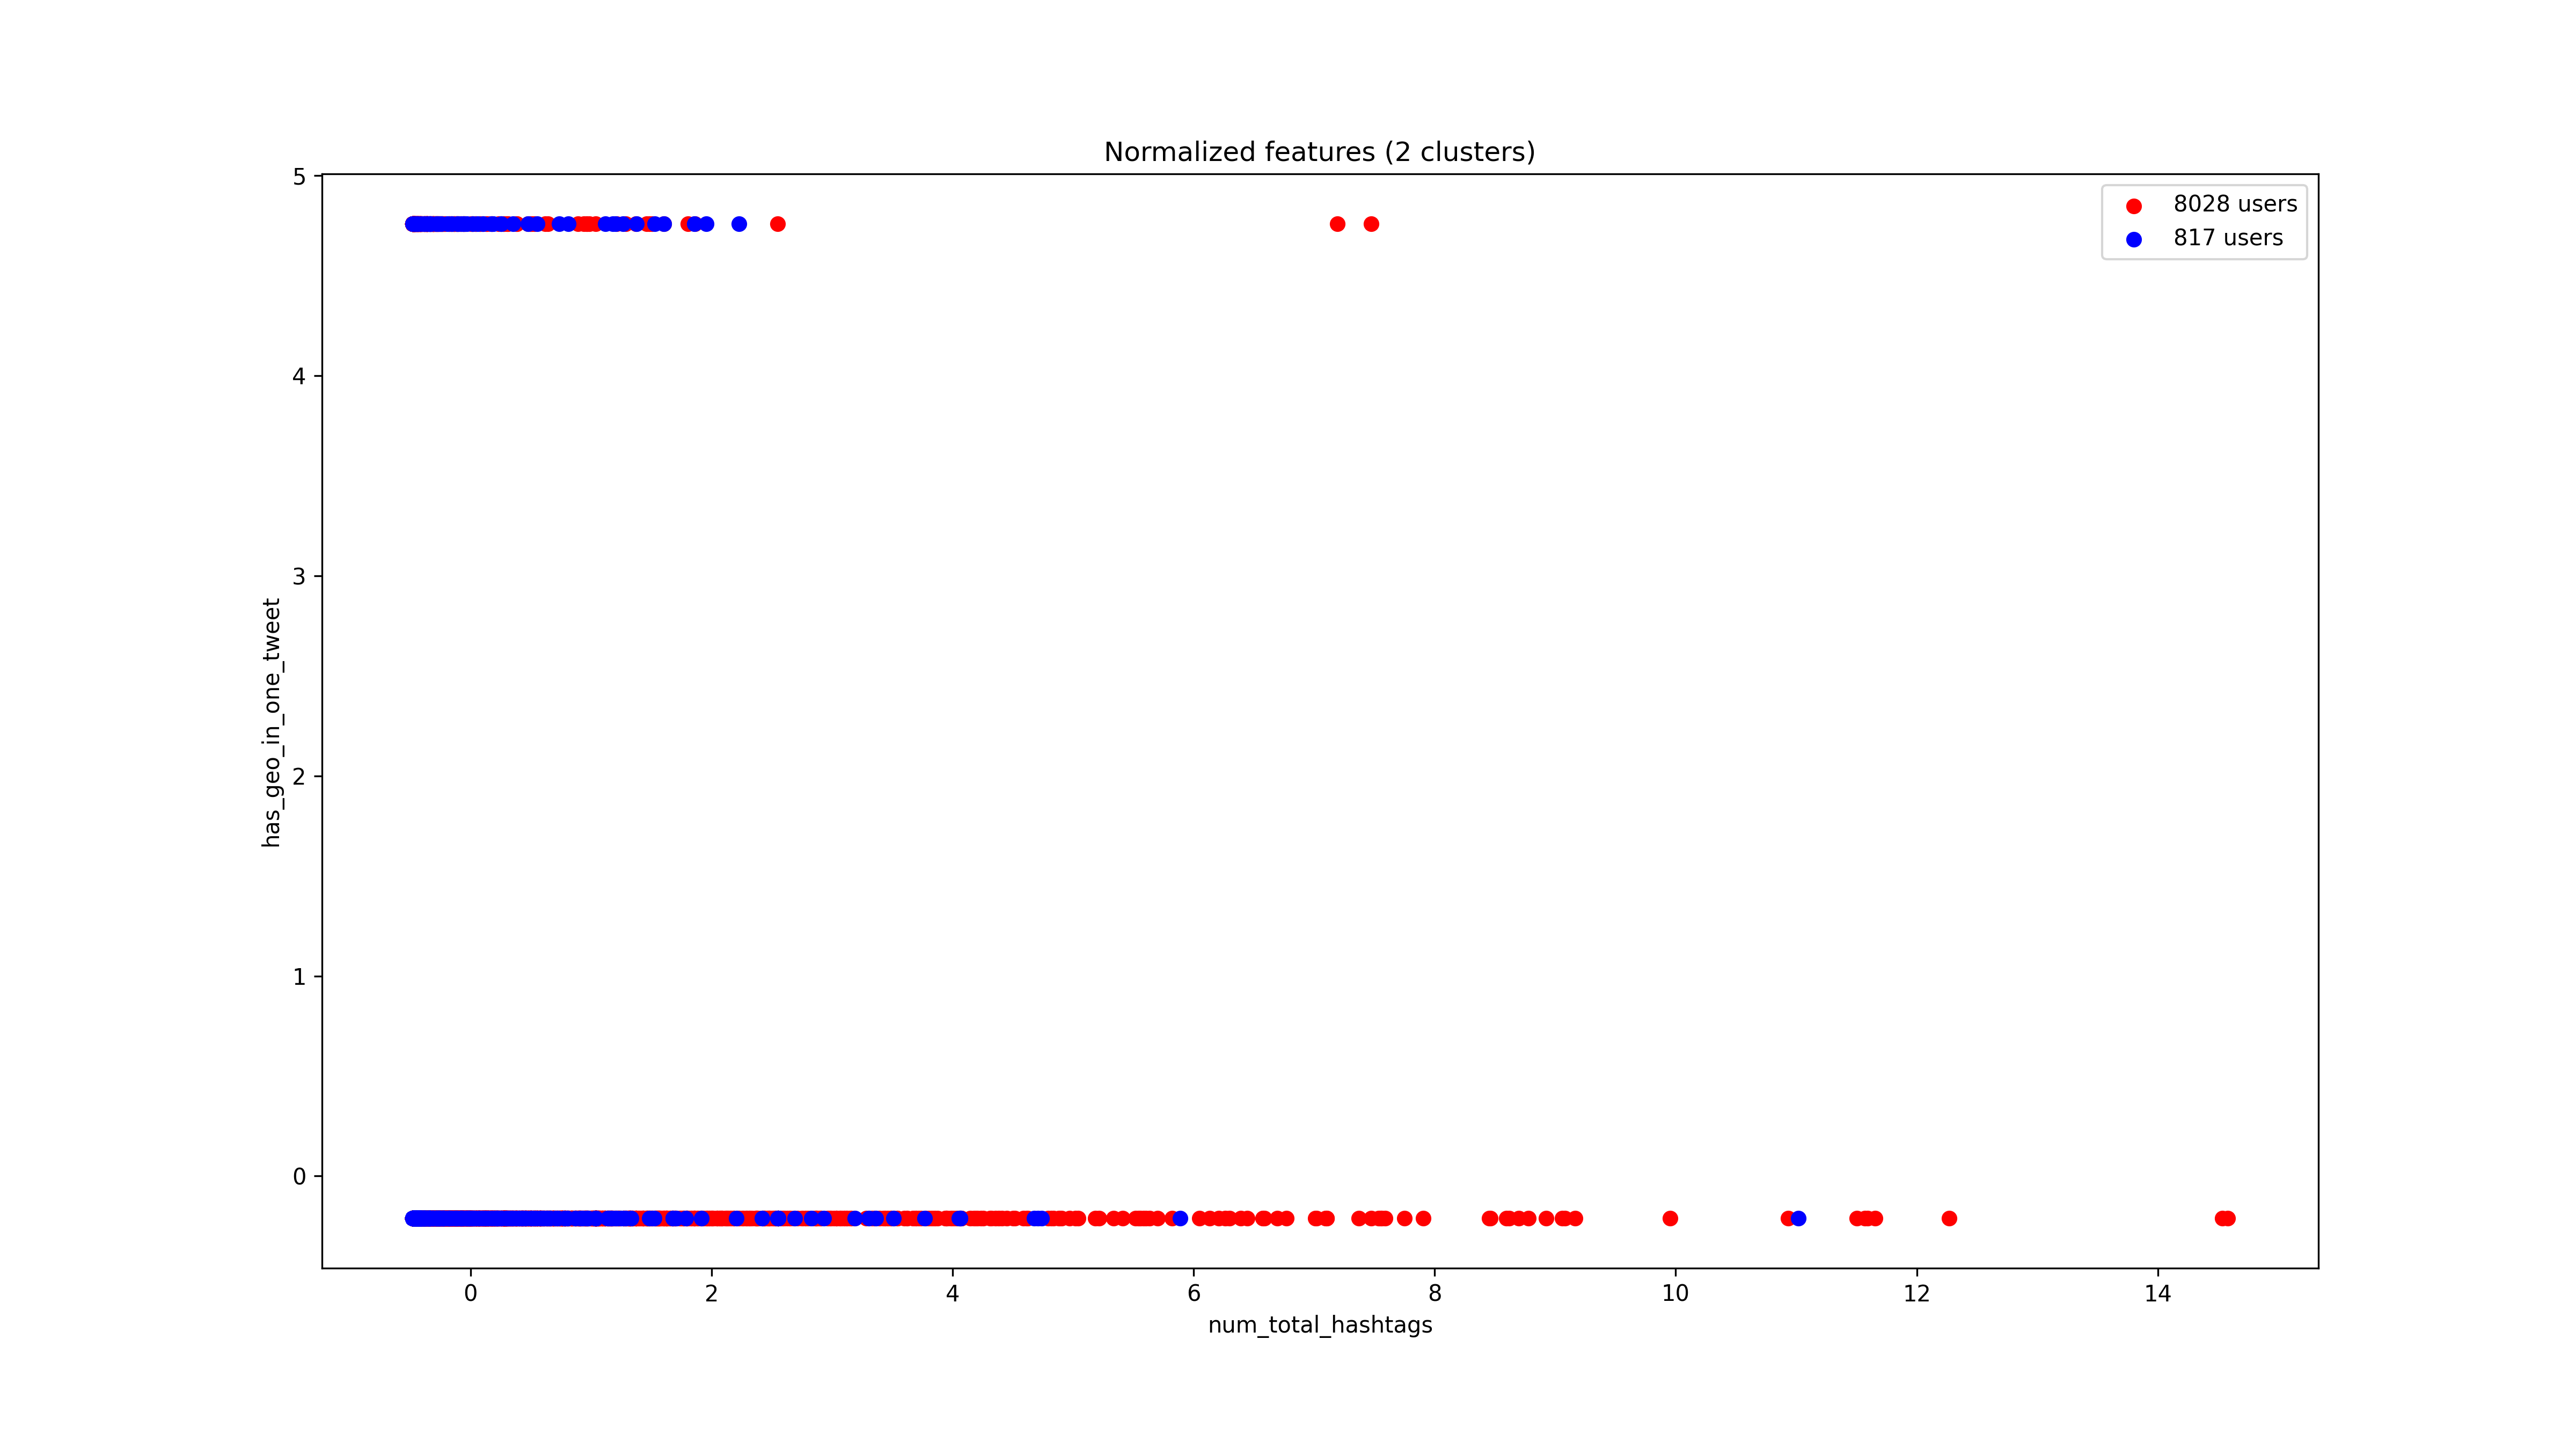 Normalized features (2 clusters)
8028 users
817 users
5
4
3
2
1
0
has_geo_in_one_tweet
0 2 4 6 8 10 12 14
num_total_hashtags